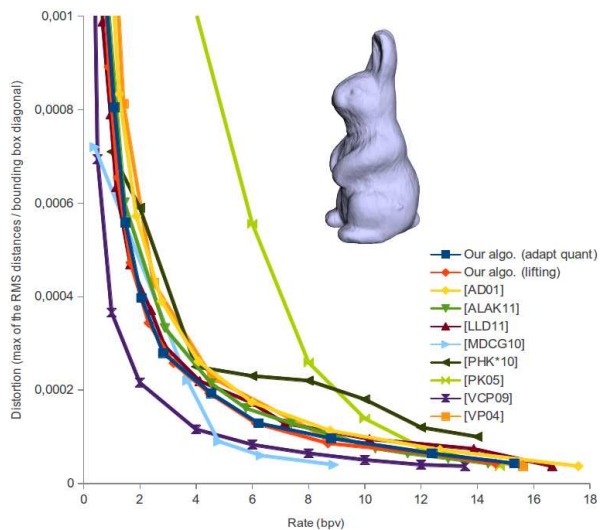 0,001
0,0008
0,0006
0,0004
0,0002
0
Distortion (max of the RMS distances / bounding box diagonal)
0 2 4 6 8 10 12 14 16 18
Rate (bpv)
Our algo. (adapt quant)
Our algo. (lifting)
[AD01]
[ALAK11]
[LLD11]
[MDCG10]
[PHK*10]
[PK05]
[VCP09]
[VP04]